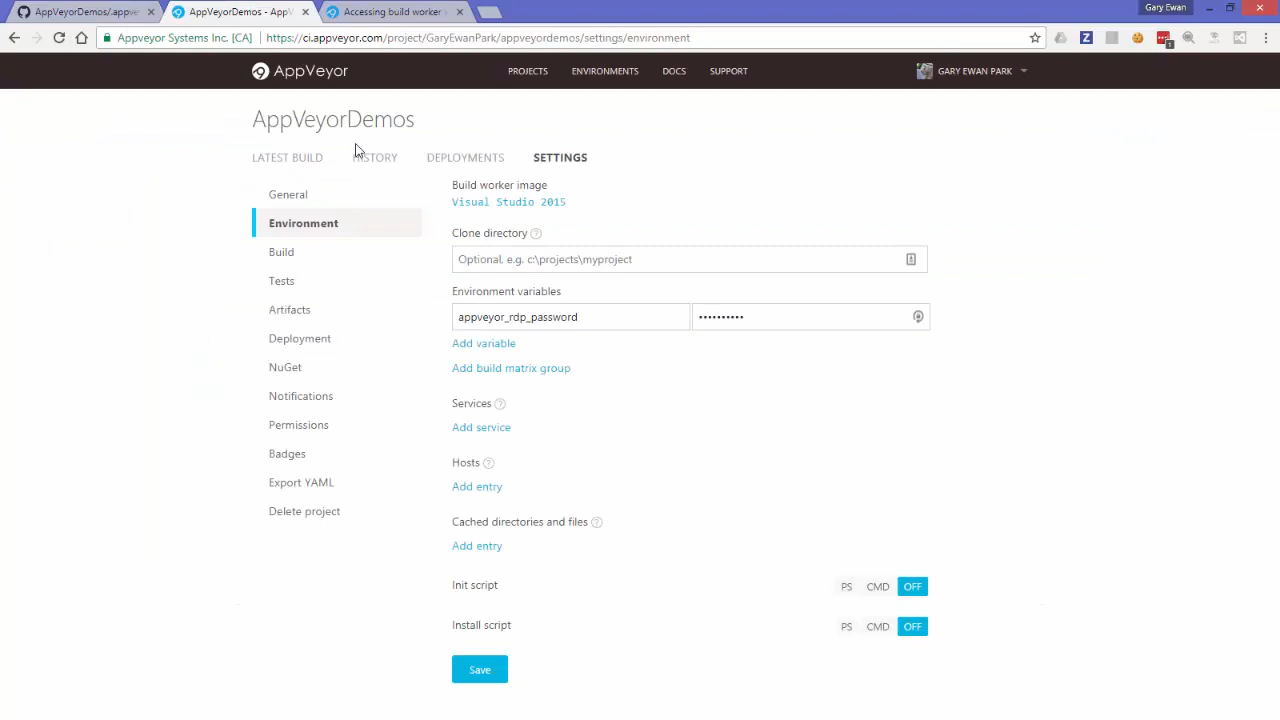 AppVeyorDemos/.appve
AppVeyorDemos - AppV
Accessing build worker
Gary Ewan
Appveyor Systems Inc. [CA]
https://ci.appveyor.com/project/GaryEwanPark/appveyordemos/settings/environment
AppVeyor
PROJECTS
ENVIRONMENTS
DOCS
SUPPORT
GARY EWAN PARK
AppVeyorDemos
LATEST BUILD
HISTORY
DEPLOYMENTS
SETTINGS
General
Environment
Build
Tests
Artifacts
Deployment
NuGet
Notifications
Permissions
Badges
Export YAML
Delete project
Build worker image
Visual Studio 2015
Clone directory ?
Optional, e.g. c:\projects\myproject
Environment variables
appveyor_rdp_password
••••••••••
Add variable
Add build matrix group
Services ?
Add service
Hosts ?
Add entry
Cached directories and files ?
Add entry
Init script
PS CMD OFF
Install script
PS CMD OFF
Save